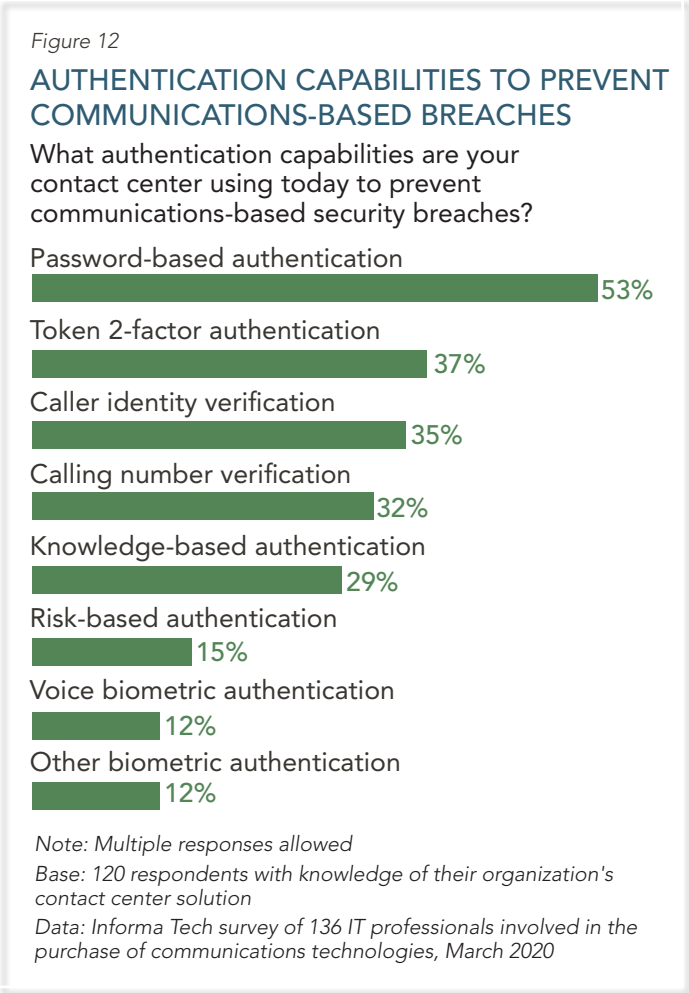 Figure 12
AUTHENTICATION CAPABILITIES TO PREVENT
COMMUNICATIONS-BASED BREACHES
What authentication capabilities are your
contact center using today to prevent
communications-based security breaches?
Password-based authentication
53%
Token 2-factor authentication
37%
Caller identity verification
35%
Calling number verification
32%
Knowledge-based authentication
29%
Risk-based authentication
15%
Voice biometric authentication
12%
Other biometric authentication
12%
Note: Multiple responses allowed
Base: 120 respondents with knowledge of their organization's
contact center solution
Data: Informa Tech survey of 136 IT professionals involved in the
purchase of communications technologies, March 2020